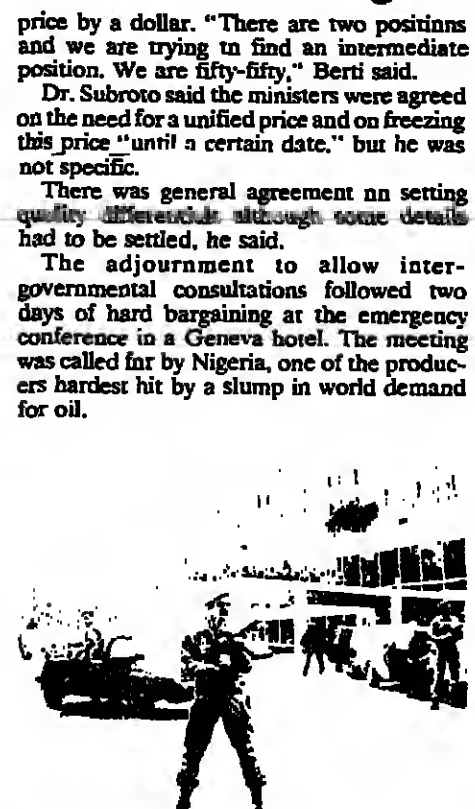 price by a dollar. "There are two positinns
and we are trying tn find an intermediate
position. We are fifty-fifty," Berti said.
Dr. Subroto said the ministers were agreed
on the need for a unified price and on freezing
this price "until a certain date." but he was
not specific.
There was general agreement nn setting
quality differentials although some details
had to be settled, he said.
The adjournment to allow inter-
governmental consultations followed two
days of hard bargaining at the emergency
conference in a Geneva hotel. The meeting
was called fnr by Nigeria, one of the produc-
ers hardest hit by a slump in world demand
for oil.